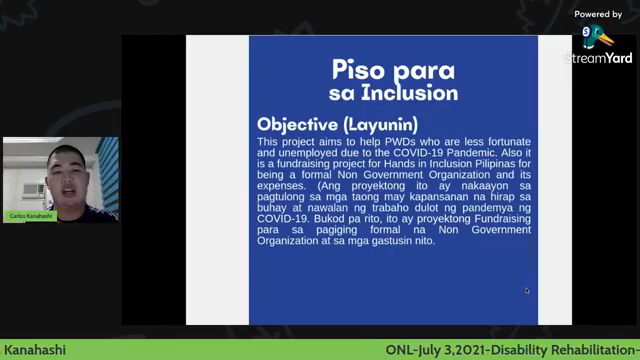 Powered by
StreamYard
Piso para
sa Inclusion
Objective (Layunin)
This project aims to help PWDs who are less fortunate
and unemployed due to the COVID-19 Pandemic. Also it
is a fundraising project for Hands in Inclusion Pilipinas for
being a formal Non Government Organization and its
expenses. (Ang proyektong ito ay nakaayon sa
pagtulong sa mga taong may kapansanan na hirap sa
buhay at nawalan ng trabaho dulot ng pandemya ng
COVID-19. Bukod pa rito, ito ay proyektong Fundraising
para sa pagiging formal na Non Government
Organization at sa mga gastusin nito.
Carlos Kanahashi
Kanahashi
ONL-July 3,2021-Disability Rehabilitation-